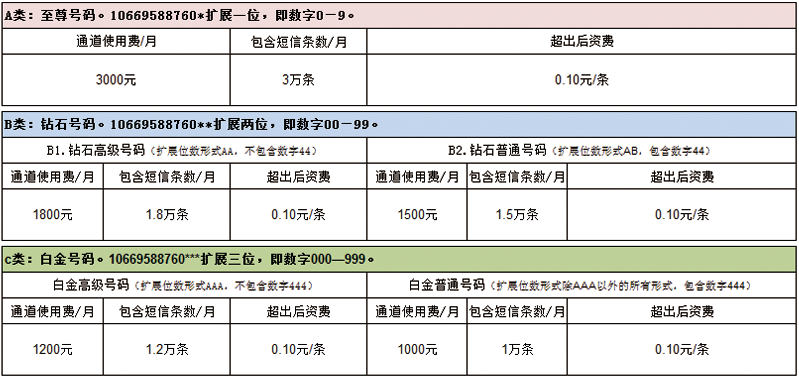 A类：至尊号码。10669588760*扩展一位，即数字0－9。
通道使用费/月 包含短信条数/月 超出后资费
3000元 3万条 0.10元/条
B类：钻石号码。10669588760**扩展两位，即数字00－99。
B1.钻石高级号码（扩展位数形式AA，不包含数字44） B2.钻石普通号码（扩展位数形式AB，包含数字44）
通道使用费/月 包含短信条数/月 超出后资费 通道使用费/月 包含短信条数/月 超出后资费
1800元 1.8万条 0.10元/条 1500元 1.5万条 0.10元/条
c类：白金号码。10669588760***扩展三位，即数字000—999。
白金高级号码（扩展位数形式AAA，不包含数字444） 白金普通号码（扩展位数形式除AAA以外的所有形式，包含数字444）
通道使用费/月 包含短信条数/月 超出后资费 通道使用费/月 包含短信条数/月 超出后资费
1200元 1.2万条 0.10元/条 1000元 1万条 0.10元/条